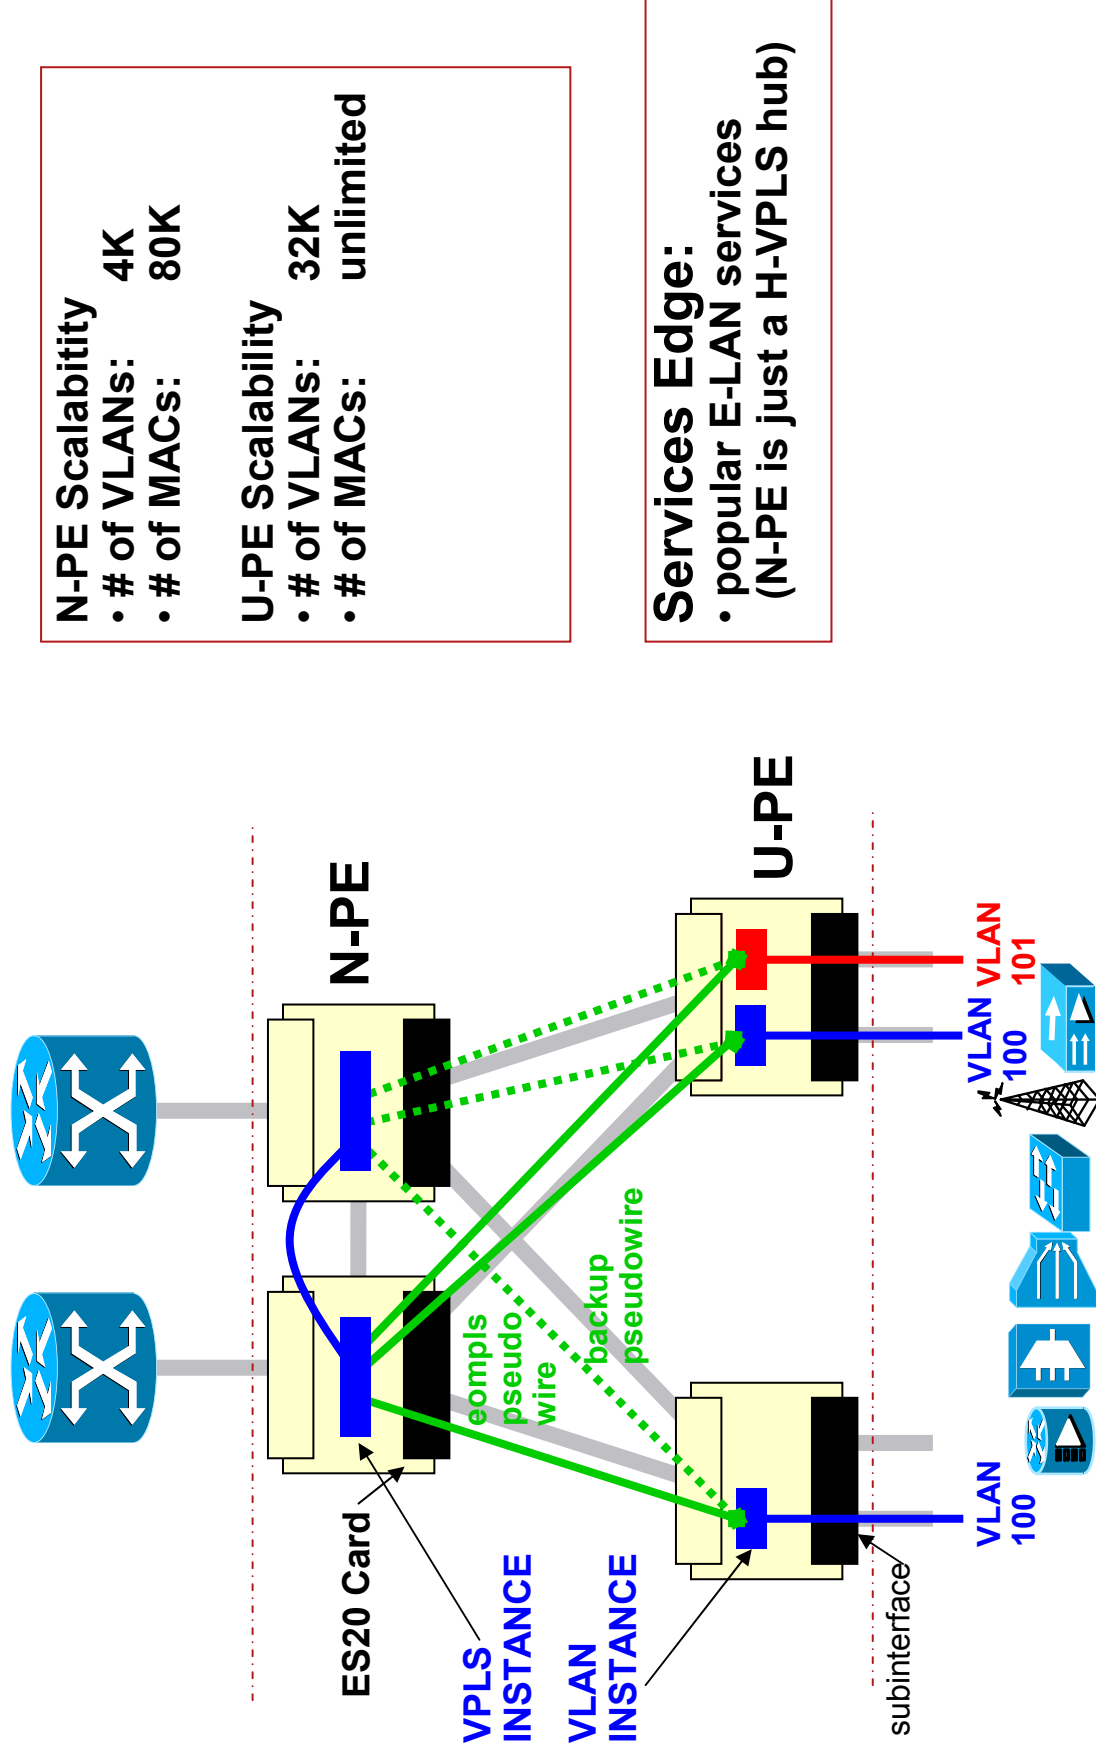 N-PE Scalabitity
• # of VLANs: 4K
• # of MACs: 80K
U-PE Scalability
• # of VLANs: 32K
• # of MACs: unlimited
Services Edge:
• popular E-LAN services
(N-PE is just a H-VPLS hub)
N-PE
U-PE
ES20 Card
VPLS
INSTANCE
VLAN
INSTANCE
subinterface
eompls
pseudo
wire
backup
pseudowire
VLAN
100
VLAN
100
VLAN
101